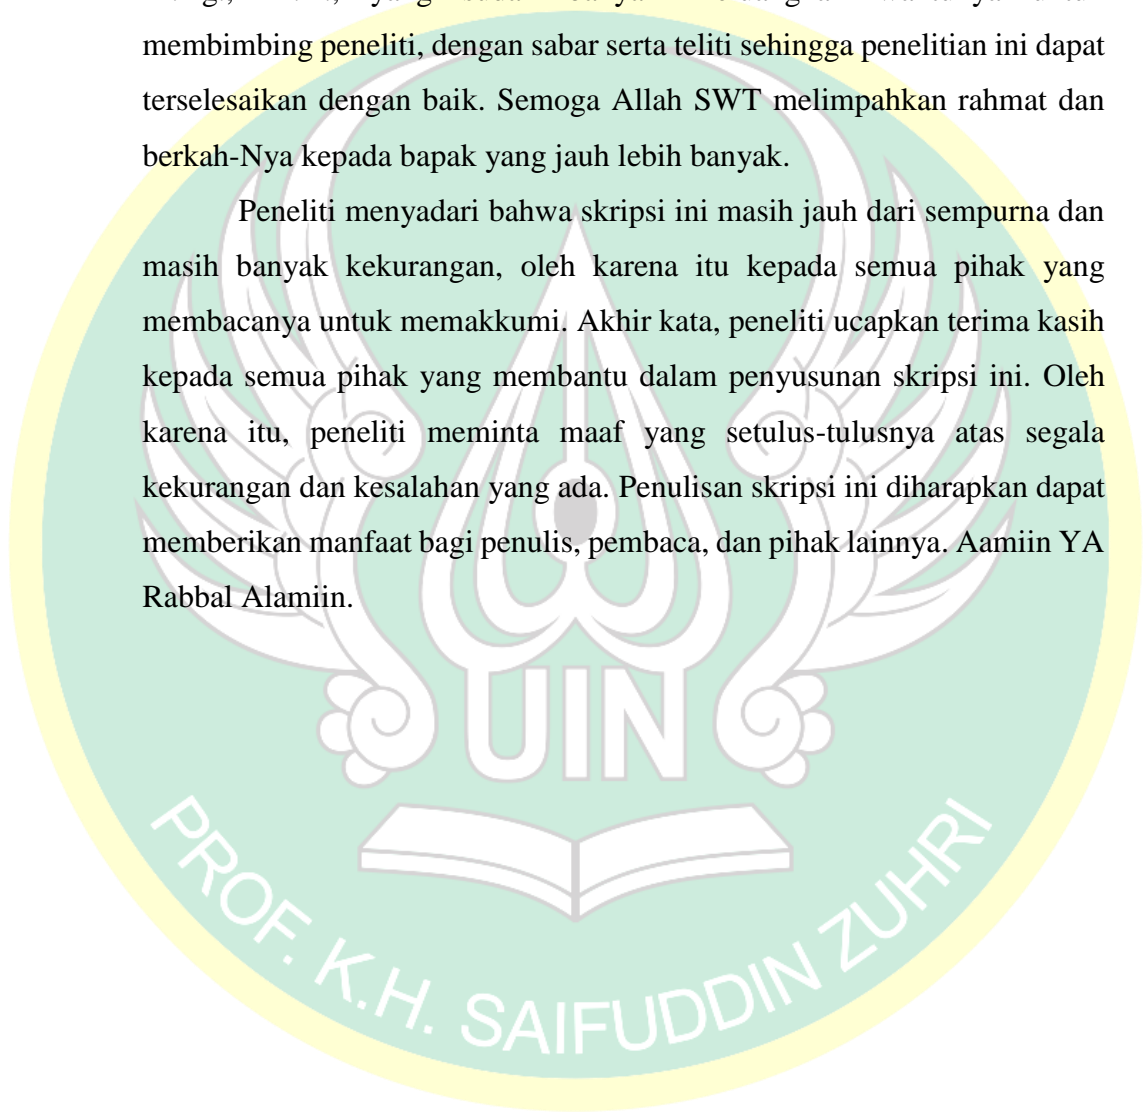 yang sudah banyak
membimbing peneliti, dengan sabar serta teliti sehingga penelitian ini dapat
terselesaikan dengan baik. Semoga Allah SWT melimpahkan rahmat dan
berkah-Nya kepada bapak yang jauh lebih banyak.
Peneliti menyadari bahwa skripsi ini masih jauh dari sempurna dan
masih banyak kekurangan, oleh karena itu kepada semua pihak yang
membacanya untuk memakkumi. Akhir kata, peneliti ucapkan terima kasih
kepada semua pihak yang membantu dalam penyusunan skripsi ini. Oleh
karena itu, peneliti meminta maaf yang setulus-tulusnya atas segala
kekurangan dan kesalahan yang ada. Penulisan skripsi ini diharapkan dapat
memberikan manfaat bagi penulis, pembaca, dan pihak lainnya. Aamiin YA
Rabbal Alamiin.
UIN
PROF. K.H. SAIFUDDIN ZUHRI